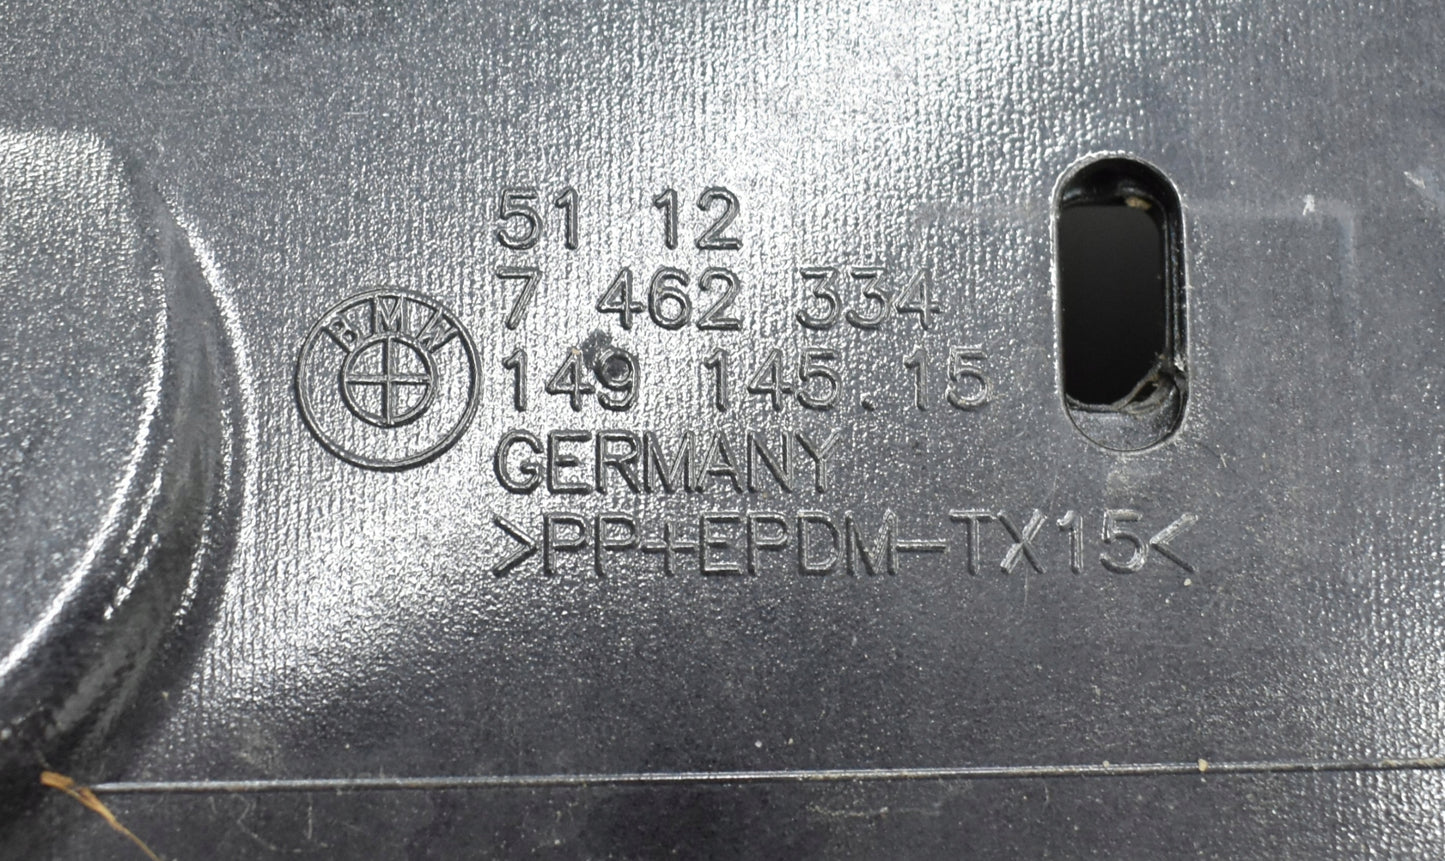 BMW
51 12
7 462 334
149 145.15
GERMANY
>PP+EPDM-TX15<